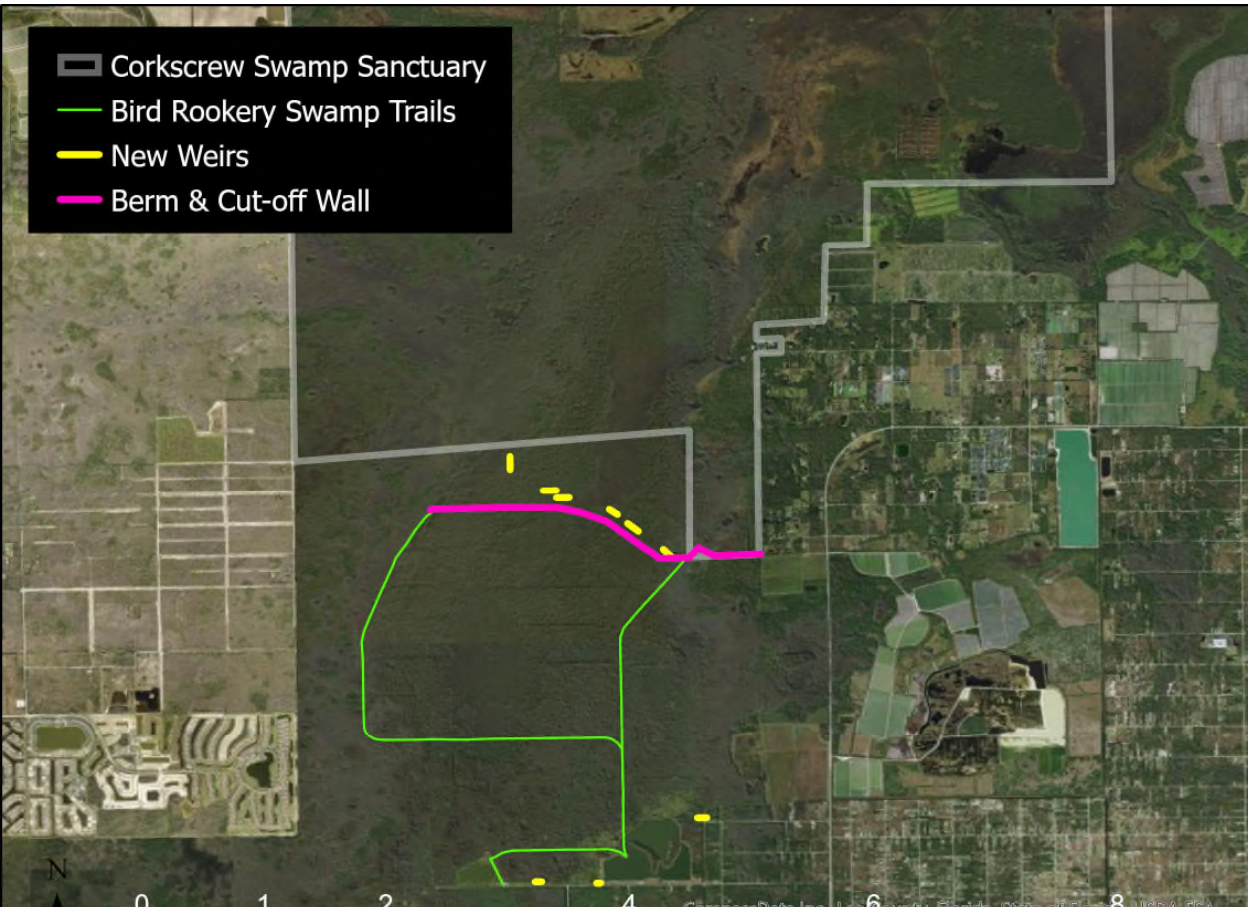 Corkscrew Swamp Sanctuary
Bird Rookery Swamp Trails
New Weirs
Berm & Cut-off Wall
N
0 1 2 4 6 8